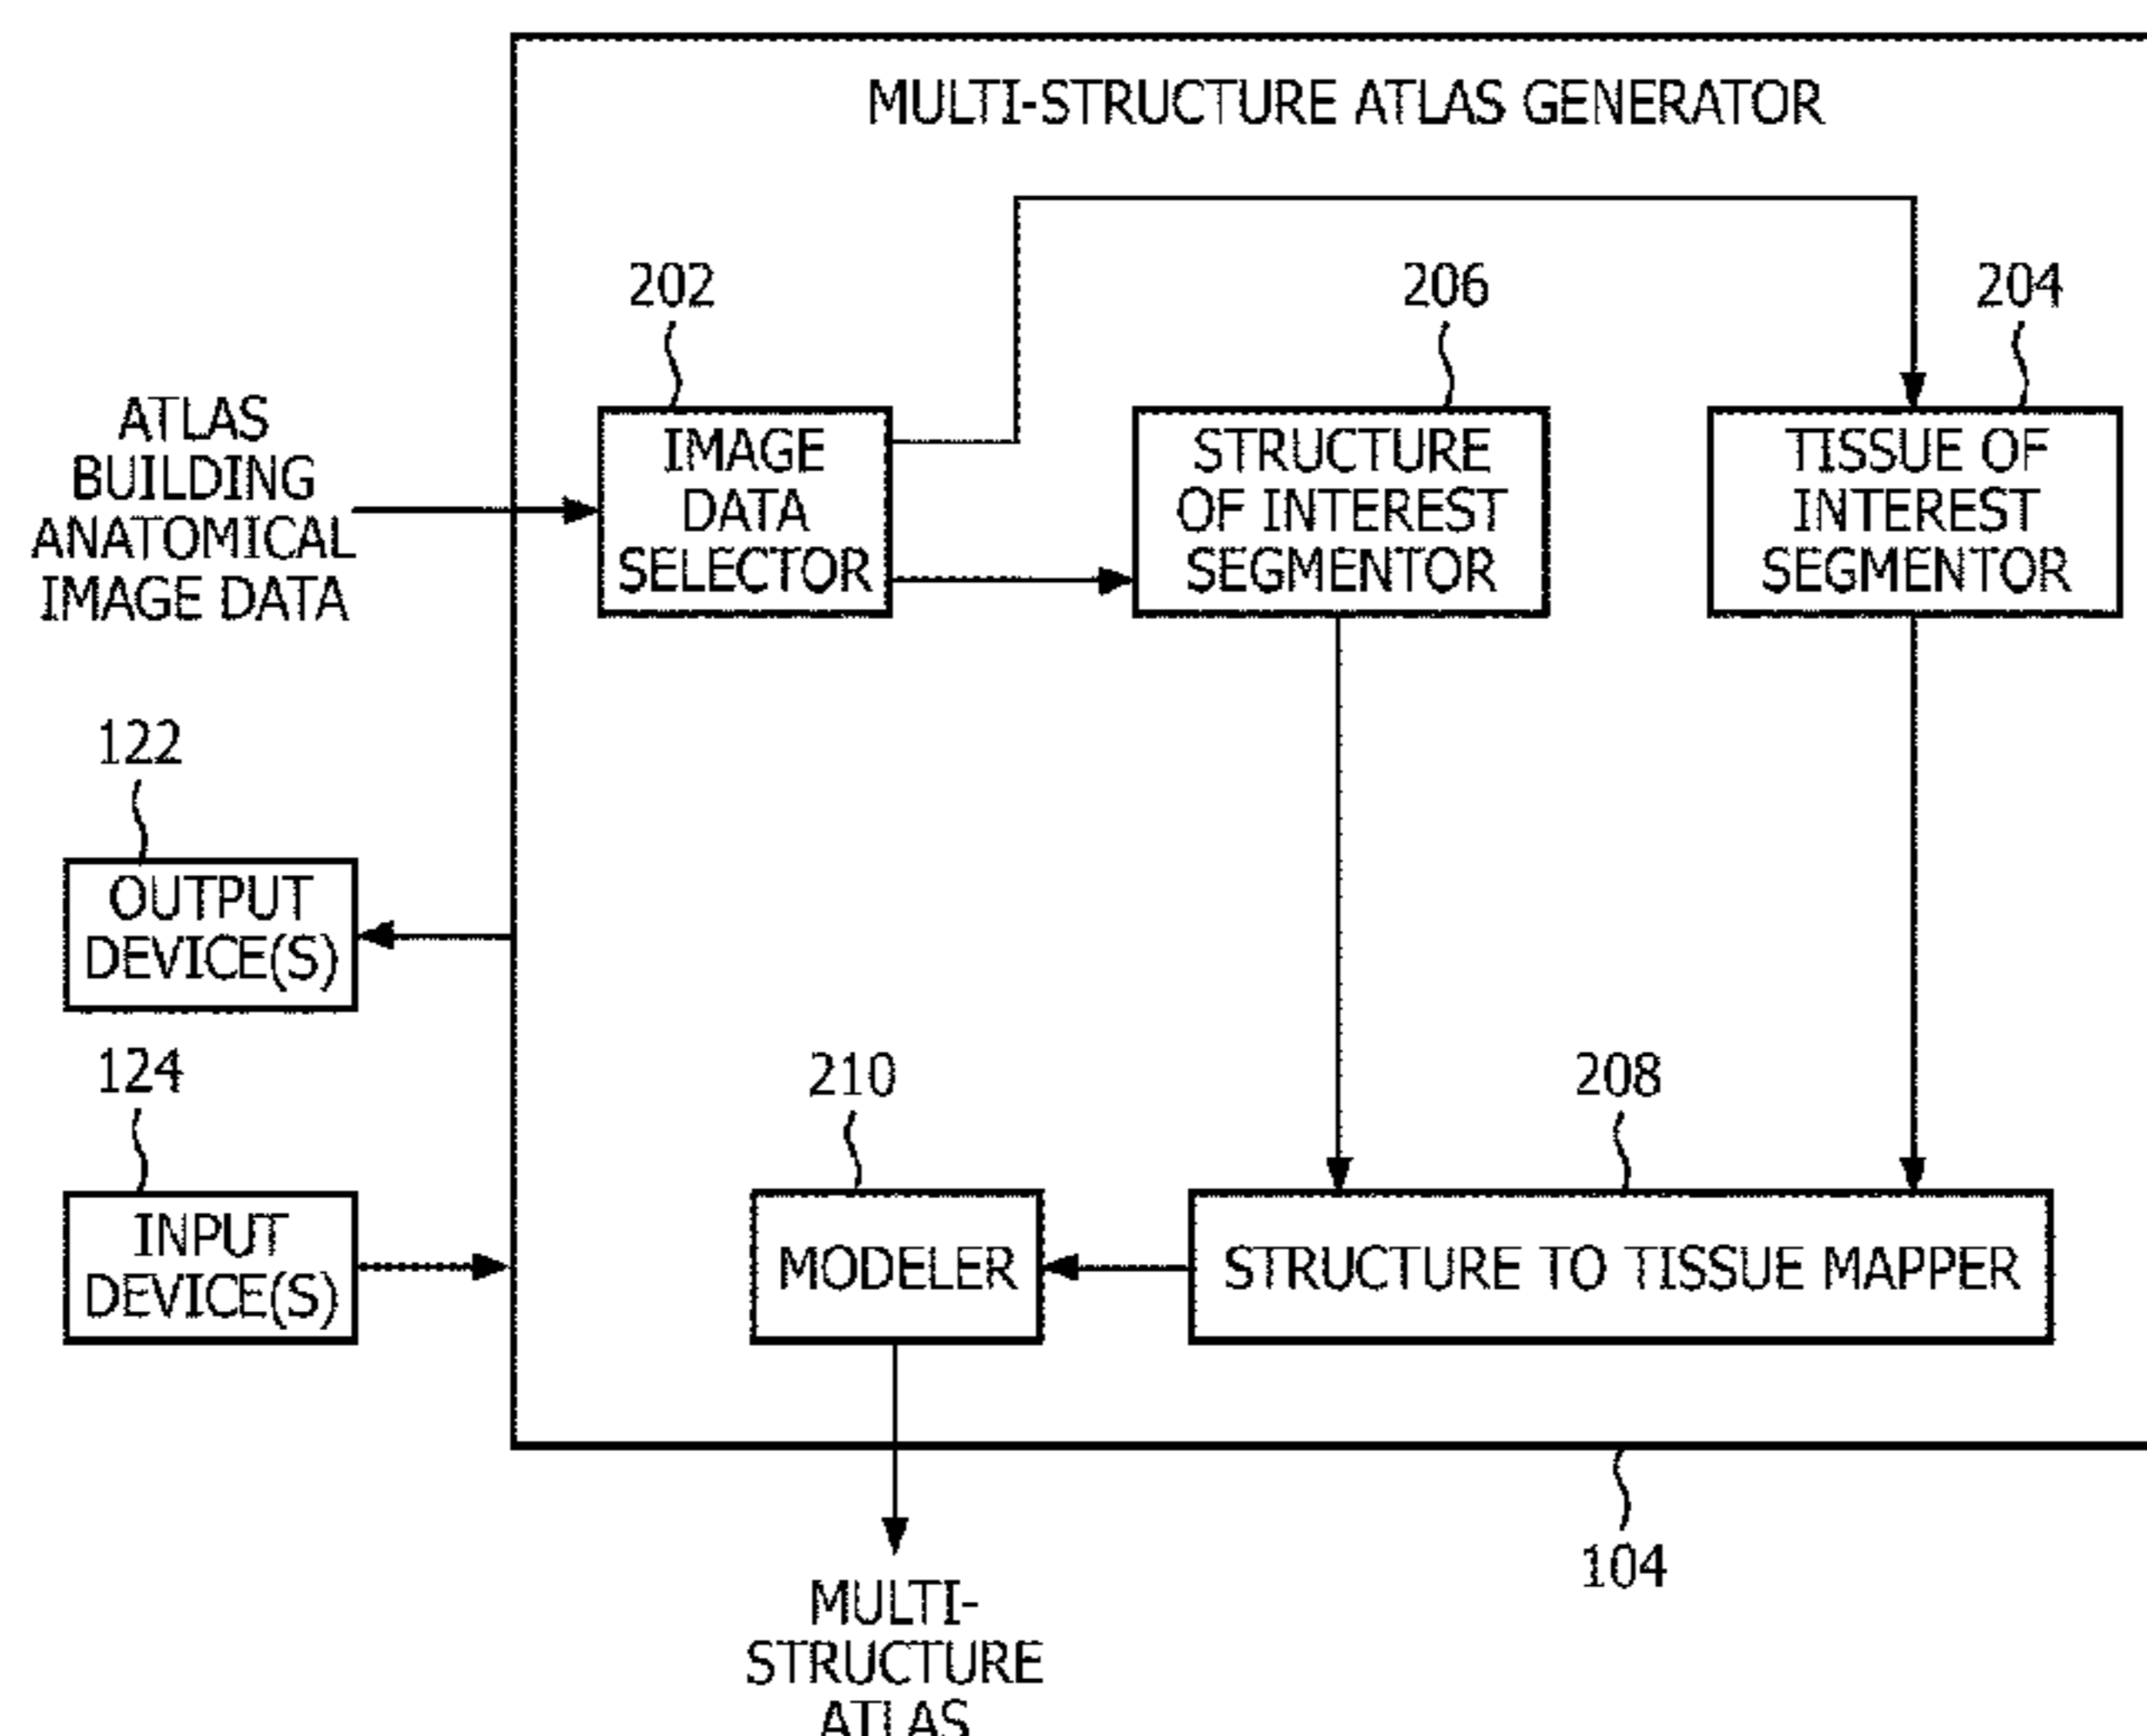 MULTI-STRUCTURE ATLAS GENERATOR
202
206
204
ATLAS
BUILDING
ANATOMICAL
IMAGE DATA
IMAGE
DATA
SELECTOR
STRUCTURE
OF INTEREST
SEGMENTOR
TISSUE OF
INTEREST
SEGMENTOR
122
OUTPUT
DEVICE(S)
124
INPUT
DEVICE(S)
210
208
MODELER
STRUCTURE TO TISSUE MAPPER
104
MULTI-
STRUCTURE
ATLAS